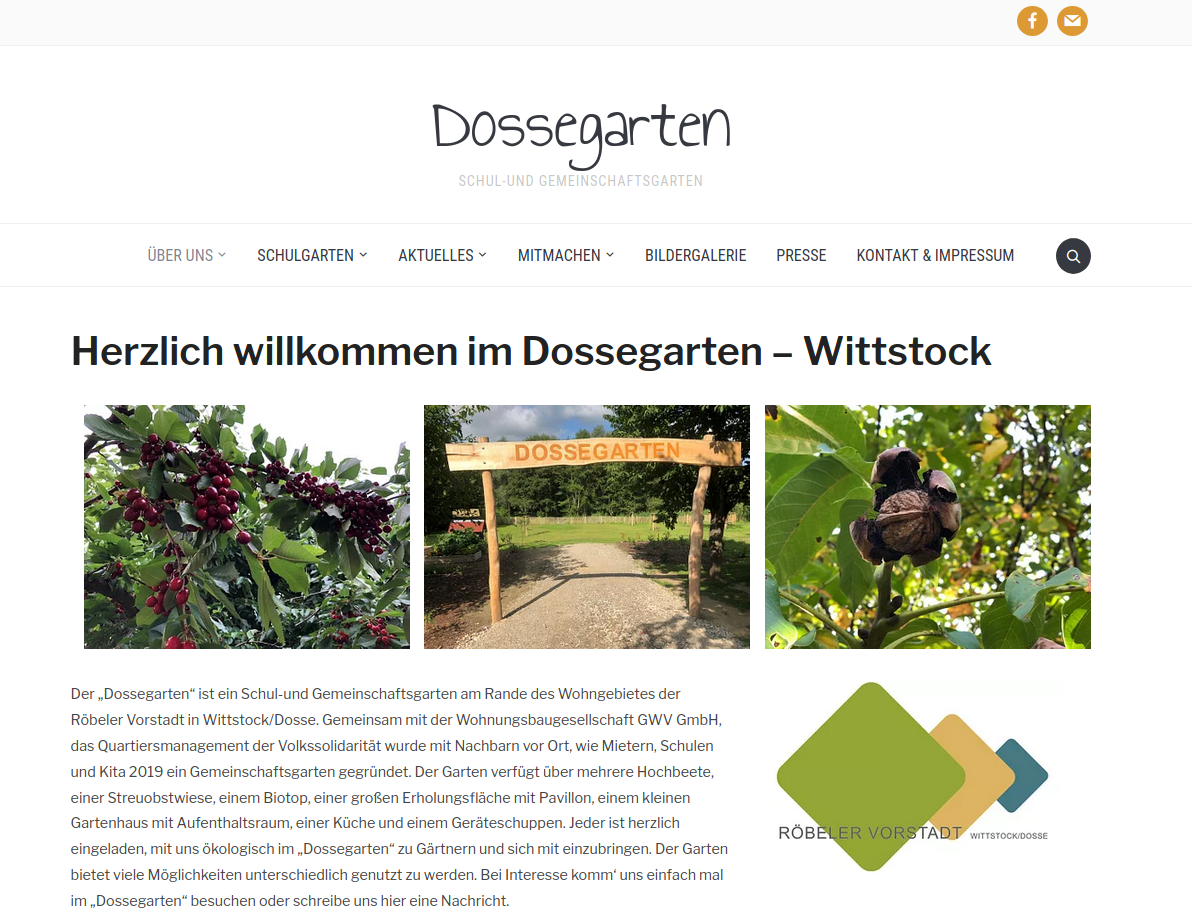 Dossegarten
SCHUL-UND GEMEINSCHAFTSGARTEN
ÜBER UNS SCHULGARTEN AKTUELLES MITMACHEN BILDERGALERIE PRESSE KONTAKT & IMPRESSUM
Herzlich willkommen im Dossegarten – Wittstock
DOSSEGARTEN
Der „Dossegarten“ ist ein Schul-und Gemeinschaftsgarten am Rande des Wohngebietes der
Röbeler Vorstadt in Wittstock/Dosse. Gemeinsam mit der Wohnungsbaugesellschaft GWV GmbH,
das Quartiersmanagement der Volkssolidarität wurde mit Nachbarn vor Ort, wie Mietern, Schulen
und Kita 2019 ein Gemeinschaftsgarten gegründet. Der Garten verfügt über mehrere Hochbeete,
einer Streuobstwiese, einem Biotop, einer großen Erholungsfläche mit Pavillon, einem kleinen
Gartenhaus mit Aufenthaltsraum, einer Küche und einem Geräteschuppen. Jeder ist herzlich
eingeladen, mit uns ökologisch im „Dossegarten“ zu Gärtnern und sich mit einzubringen. Der Garten
bietet viele Möglichkeiten unterschiedlich genutzt zu werden. Bei Interesse komm‘ uns einfach mal
im „Dossegarten“ besuchen oder schreibe uns hier eine Nachricht.
RÖBELER VORSTADT WITTSTOCK/DOSSE